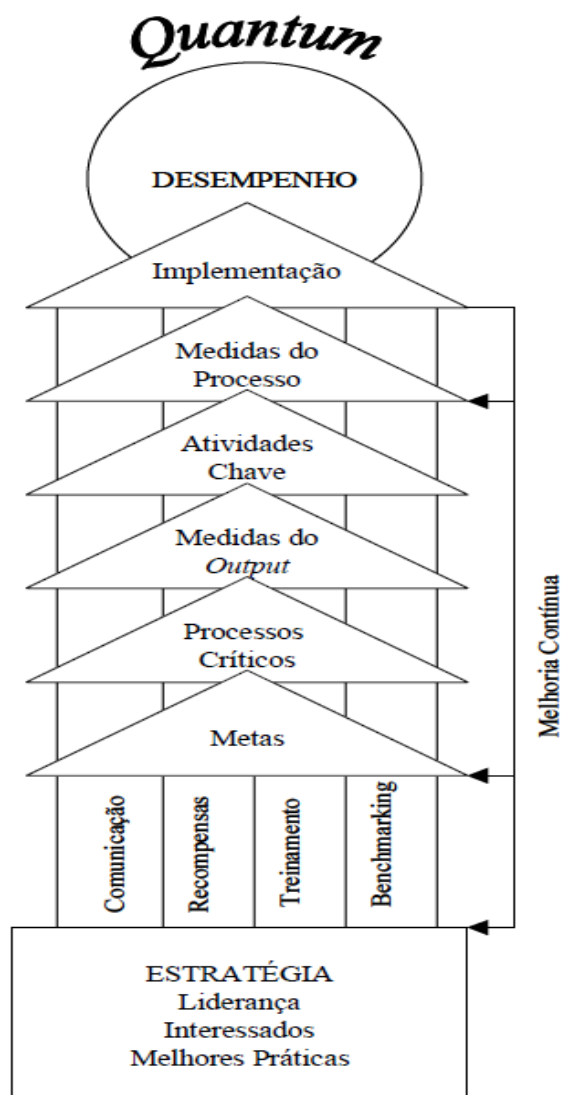 Quantum
DESEMPENHO
Implementação
Medidas do
Processo
Atividades
Chave
Medidas do
Output
Processos
Críticos
Metas
Comunicação
Recompensas
Treinamento
Benchmarking
Melhoria Contínua
ESTRATÉGIA
Liderança
Interessados
Melhores Práticas